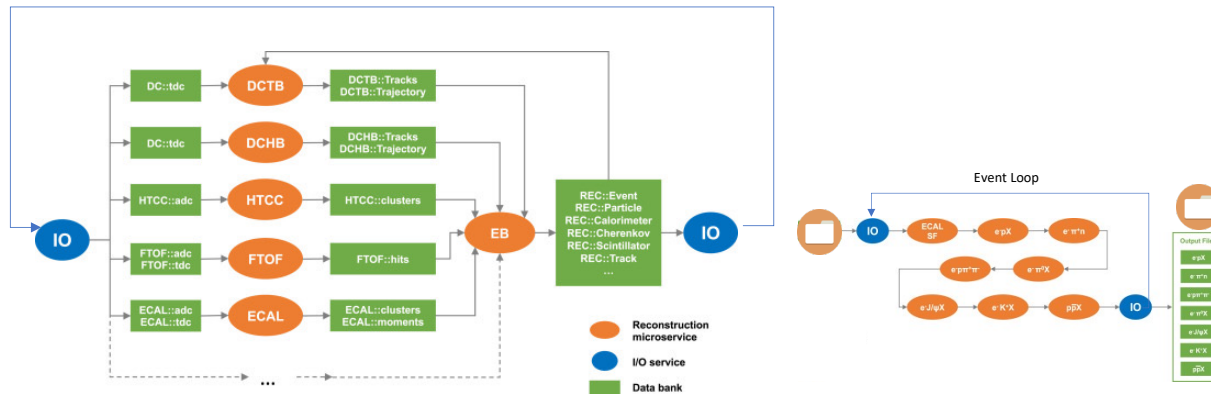 DC::tdc
DCTB
DCTB::Tracks
DCTB::Trajectory
DC::tdc
DCHB
DCHB::Tracks
DCHB::Trajectory
HTCC::adc
HTCC
HTCC::clusters
IO
FTOF::adc
FTOF::tdc
FTOF
FTOF::hits
ECAL::adc
ECAL::tdc
ECAL
ECAL::clusters
ECAL::moments
...
EB
REC::Event
REC::Particle
REC::Calorimeter
REC::Cherenkov
REC::Scintillator
REC::Track
...
IO
Reconstruction
microservice
I/O service
Data bank
Event Loop
IO
ECAL
SF
e⁻pX
e⁻π⁺n
e⁻pπ⁺π⁻
e⁻π⁰X
e⁻J/φX
e⁻K⁺X
pp̅X
IO
Output File
e⁻pX
e⁻π⁺n
e⁻pπ⁺π⁻
e⁻π⁰X
e⁻J/φX
e⁻K⁺X
pp̅X